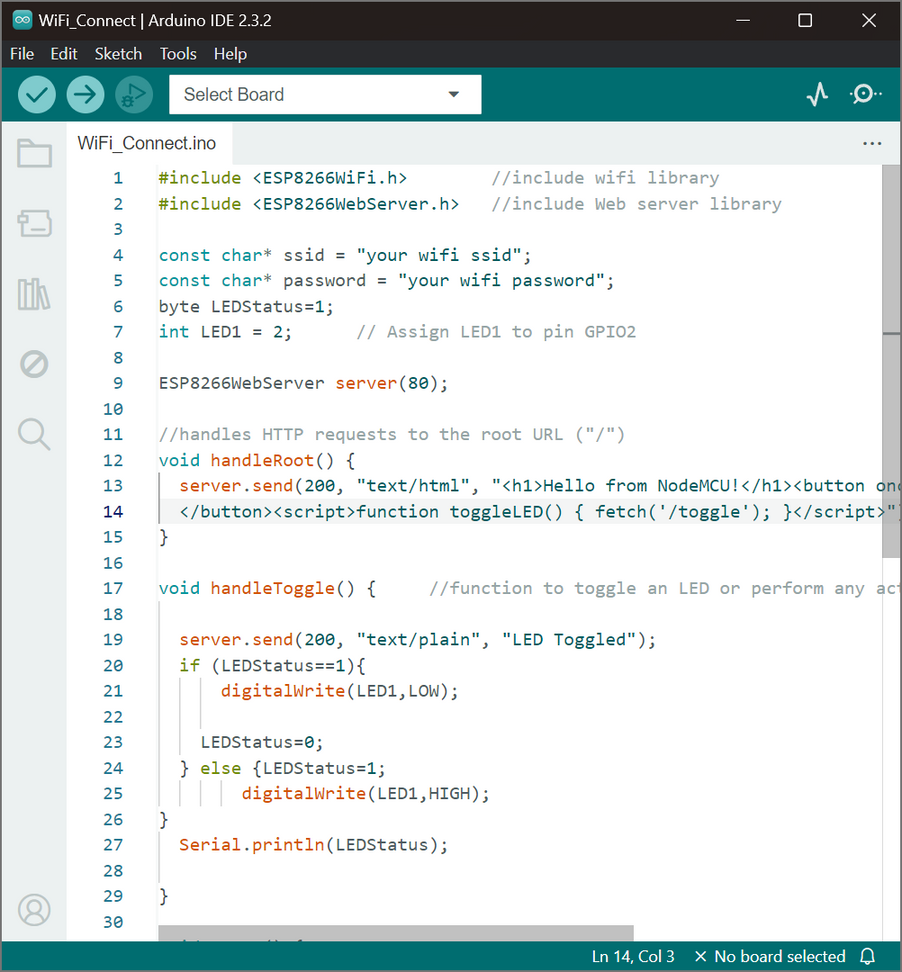 WiFi_Connect | Arduino IDE 2.3.2
File Edit Sketch Tools Help
Select Board
WiFi_Connect.ino
1 #include <ESP8266WiFi.h> //include wifi library
2 #include <ESP8266WebServer.h> //include Web server library
3
4 const char* ssid = "your wifi ssid";
5 const char* password = "your wifi password";
6 byte LEDStatus=1;
7 int LED1 = 2; // Assign LED1 to pin GPIO2
8
9 ESP8266WebServer server(80);
10
11 //handles HTTP requests to the root URL ("/")
12 void handleRoot() {
13 server.send(200, "text/html", "<h1>Hello from NodeMCU!</h1><button
14 </button><script>function toggleLED() { fetch('/toggle'); }</script>"
15 }
16
17 void handleToggle() { //function to toggle an LED or perform any
18
19 server.send(200, "text/plain", "LED Toggled");
20 if (LEDStatus==1){
21 digitalWrite(LED1,LOW);
22
23 LEDStatus=0;
24 } else {LEDStatus=1;
25 digitalWrite(LED1,HIGH);
26 }
27 Serial.println(LEDStatus);
28
29 }
30
Ln 14, Col 3 × No board selected